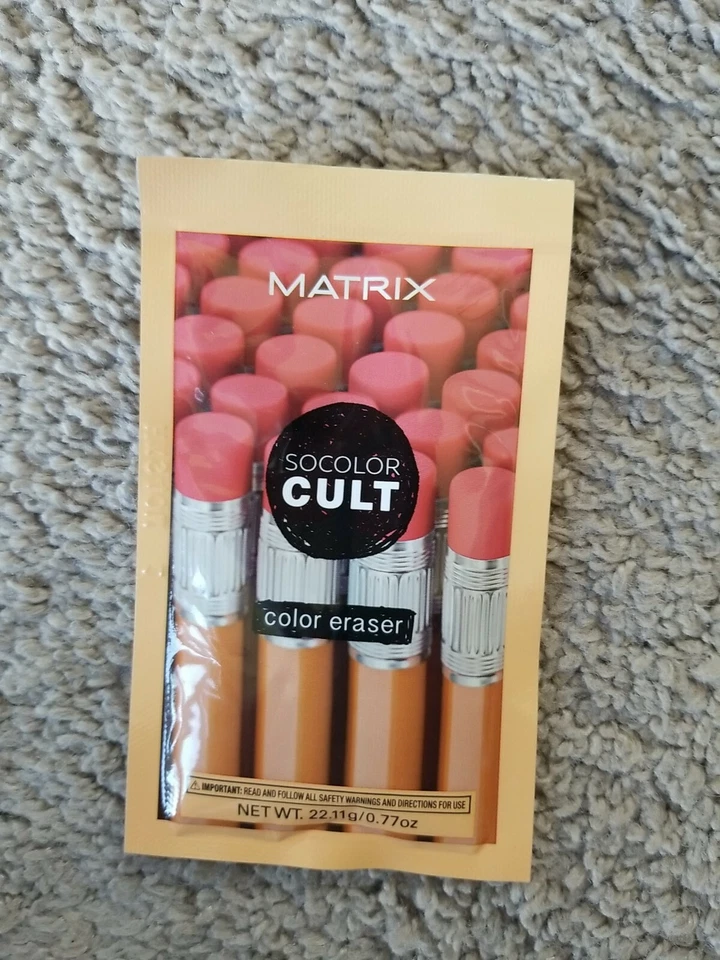 MATRIX
SOCOLOR
CULT
color eraser
⚠ IMPORTANT: READ AND FOLLOW ALL SAFETY WARNINGS AND DIRECTIONS FOR USE
NET WT. 22.11g/0.77oz